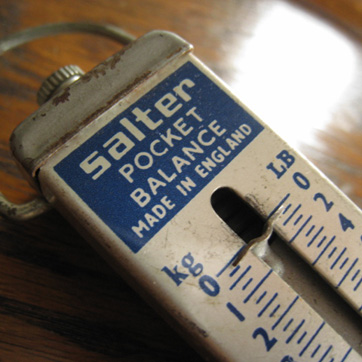 salter
POCKET
BALANCE
MADE IN ENGLAND
LB
0
2
4
kg
0
1
2